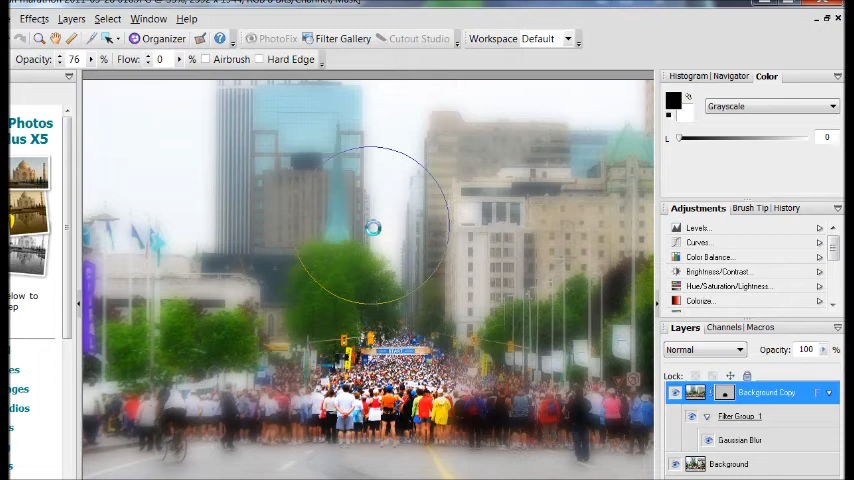 Effects Layers Select Window Help
Organizer PhotoFix Filter Gallery Cutout Studio Workspace Default
Opacity: 76 % Flow: 0 % Airbrush Hard Edge
Histogram Navigator Color
Grayscale
L 0
Photos
lus X5
elow to
ep
ages
Adjustments Brush Tip History
Levels...
Curves...
Color Balance...
Brightness/Contrast...
Hue/Saturation/Lightness...
Colorize...
Layers Channels Macros
Normal Opacity: 100 %
Lock:
Background Copy
Filter Group_1
Gaussian Blur
Background